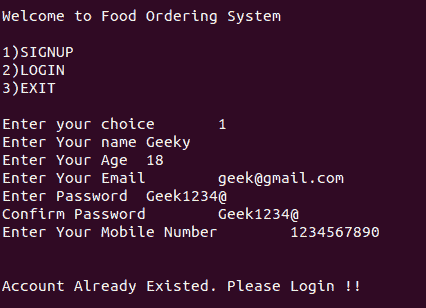 Welcome to Food Ordering System
1)SIGNUP
2)LOGIN
3)EXIT
Enter your choice 1
Enter Your name Geeky
Enter Your Age 18
Enter Your Email geek@gmail.com
Enter Password Geek1234@
Confirm Password Geek1234@
Enter Your Mobile Number 1234567890
Account Already Existed. Please Login !!